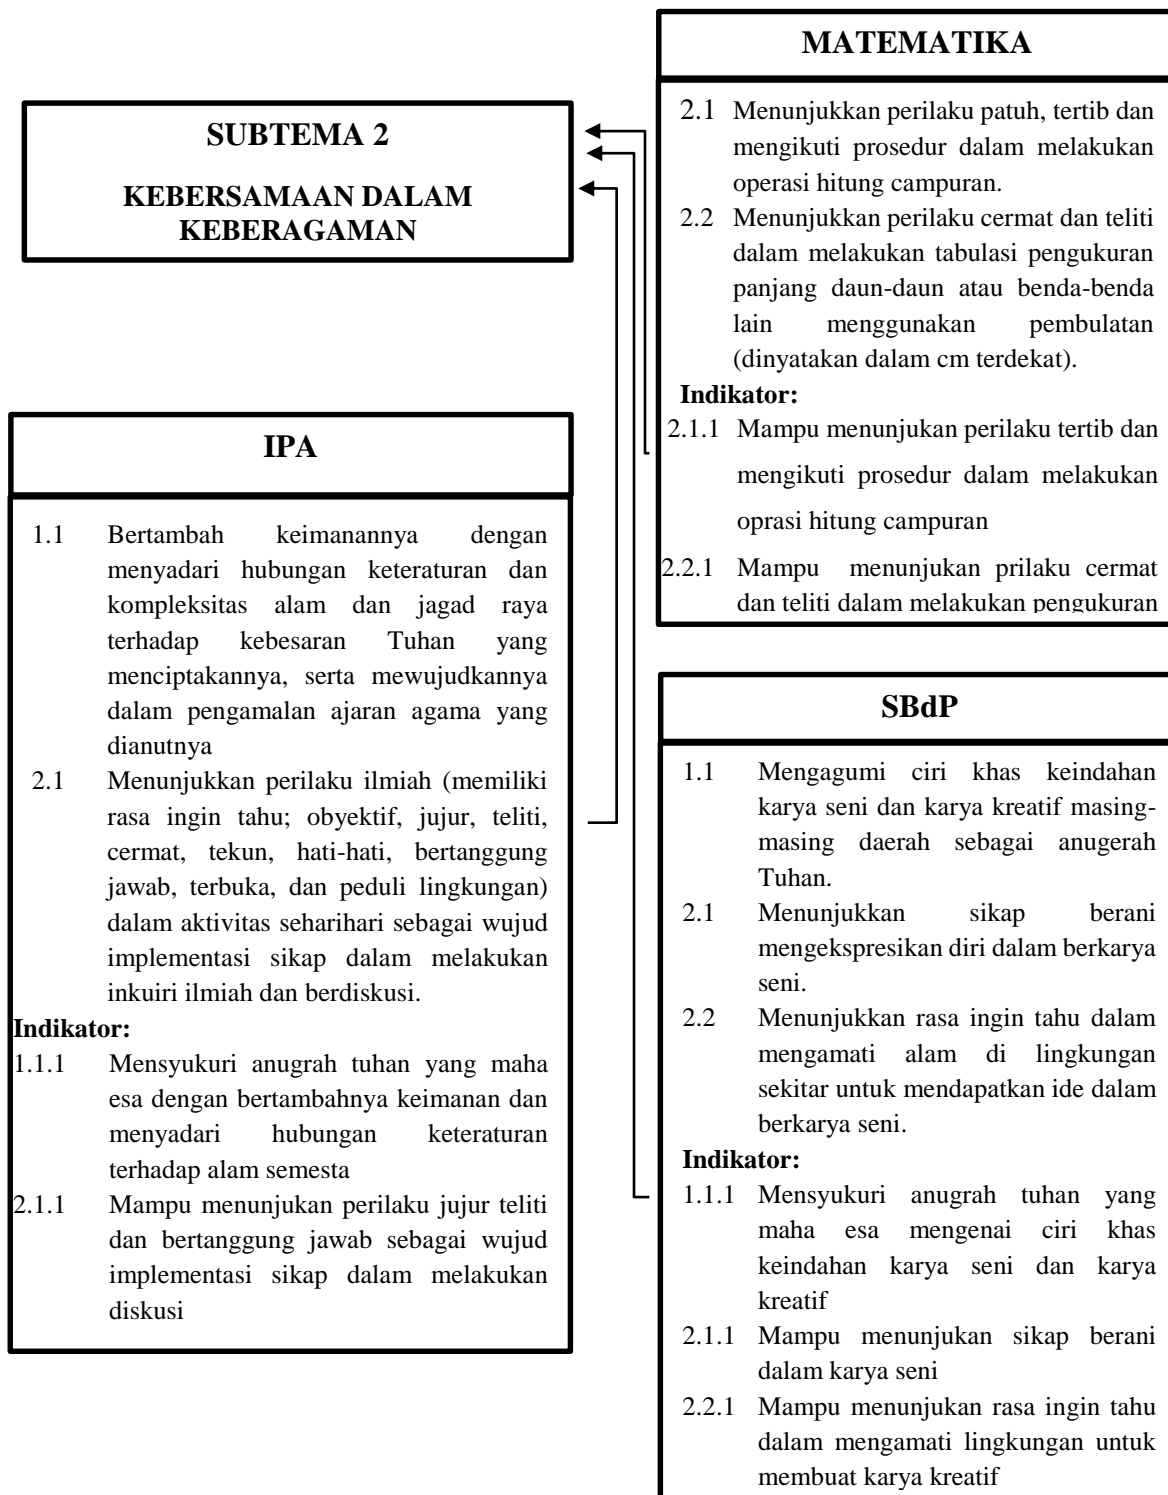 SUBTEMA 2
KEBERSAMAAN DALAM
KEBERAGAMAN
MATEMATIKA
2.1 Menunjukkan perilaku patuh, tertib dan
mengikuti prosedur dalam melakukan
operasi hitung campuran.
2.2 Menunjukkan perilaku cermat dan teliti
dalam melakukan tabulasi pengukuran
panjang daun-daun atau benda-benda
lain menggunakan pembulatan
(dinyatakan dalam cm terdekat).
Indikator:
2.1.1 Mampu menunjukan perilaku tertib dan
mengikuti prosedur dalam melakukan
oprasi hitung campuran
2.2.1 Mampu menunjukan prilaku cermat
dan teliti dalam melakukan pengukuran
IPA
1.1 Bertambah keimanannya dengan
menyadari hubungan keteraturan dan
kompleksitas alam dan jagad raya
terhadap kebesaran Tuhan yang
menciptakannya, serta mewujudkannya
dalam pengamalan ajaran agama yang
dianutnya
2.1 Menunjukkan perilaku ilmiah (memiliki
rasa ingin tahu; obyektif, jujur, teliti,
cermat, tekun, hati-hati, bertanggung
jawab, terbuka, dan peduli lingkungan)
dalam aktivitas seharihari sebagai wujud
implementasi sikap dalam melakukan
inkuiri ilmiah dan berdiskusi.
Indikator:
1.1.1 Mensyukuri anugrah tuhan yang maha
esa dengan bertambahnya keimanan dan
menyadari hubungan keteraturan
terhadap alam semesta
2.1.1 Mampu menunjukan perilaku jujur teliti
dan bertanggung jawab sebagai wujud
implementasi sikap dalam melakukan
diskusi
SBdP
1.1 Mengagumi ciri khas keindahan
karya seni dan karya kreatif masing-
masing daerah sebagai anugerah
Tuhan.
2.1 Menunjukkan sikap berani
mengekspresikan diri dalam berkarya
seni.
2.2 Menunjukkan rasa ingin tahu dalam
mengamati alam di lingkungan
sekitar untuk mendapatkan ide dalam
berkarya seni.
Indikator:
1.1.1 Mensyukuri anugrah tuhan yang
maha esa mengenai ciri khas
keindahan karya seni dan karya
kreatif
2.1.1 Mampu menunjukan sikap berani
dalam karya seni
2.2.1 Mampu menunjukan rasa ingin tahu
dalam mengamati lingkungan untuk
membuat karya kreatif